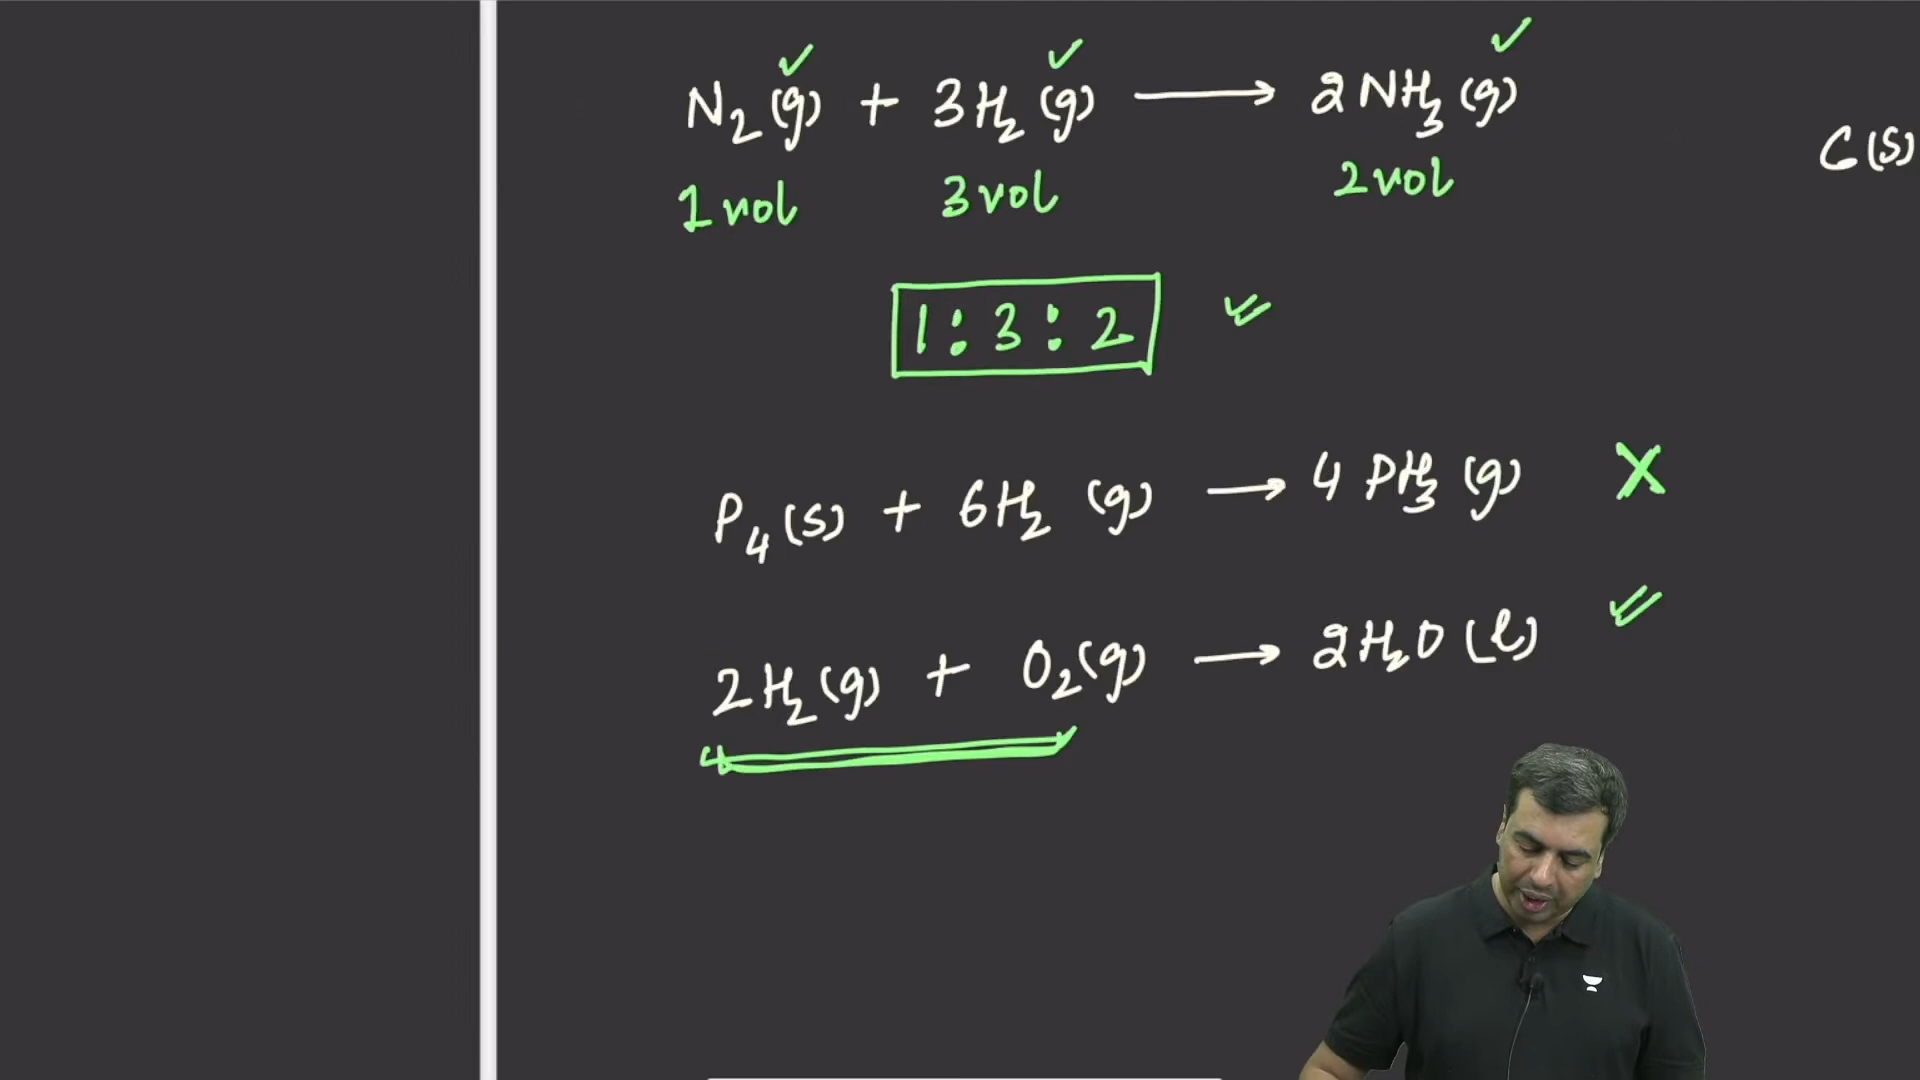 N₂(g) + 3H₂(g) ⟶ 2NH₃(g)
C(s)
1 vol 3 vol 2 vol
1 : 3 : 2
P₄(s) + 6H₂(g) ⟶ 4PH₃(g) X
2H₂(g) + O₂(g) ⟶ 2H₂O(l)